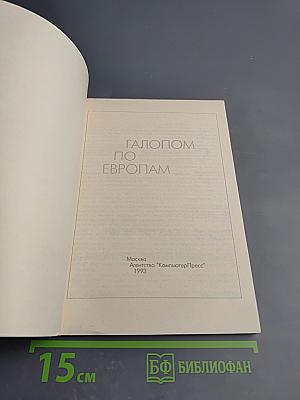 ГАЛОПОМ
ПО
ЕВРОПАМ
Москва
Агентство "КомпьютерПресс"
1993
15 см
БФ БИБЛИОФАН